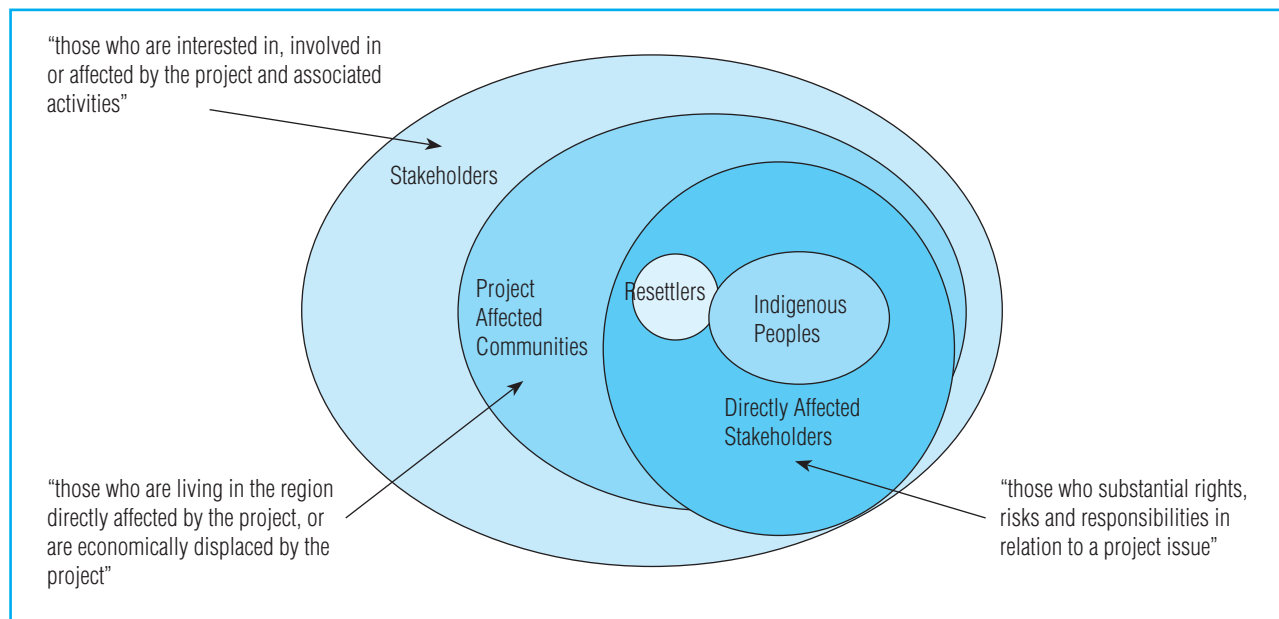 “those who are interested in, involved in
or affected by the project and associated
activities”
Stakeholders
Project
Affected
Communities
Resettlers
Indigenous
Peoples
Directly Affected
Stakeholders
“those who are living in the region
directly affected by the project, or
are economically displaced by the
project”
“those who substantial rights,
risks and responsibilities in
relation to a project issue”